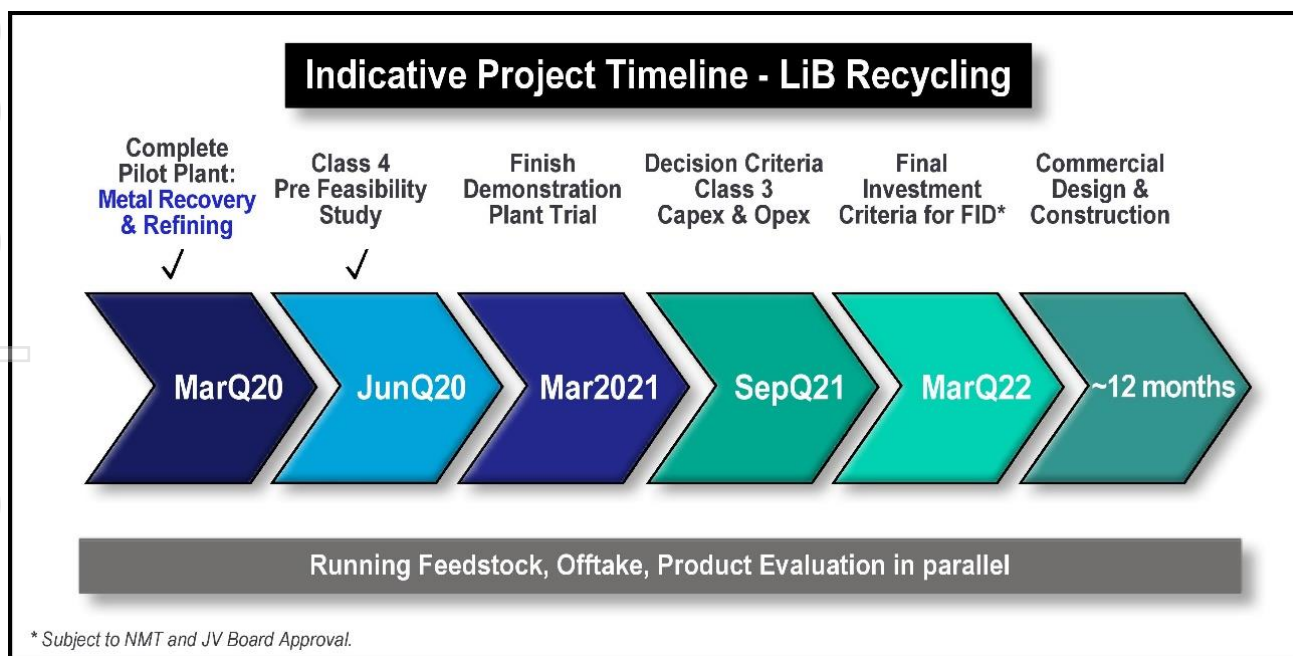 Indicative Project Timeline - LiB Recycling
Complete
Pilot Plant:
Metal Recovery
& Refining
✓
Class 4
Pre Feasibility
Study
✓
Finish
Demonstration
Plant Trial
Decision Criteria
Class 3
Capex & Opex
Final
Investment
Criteria for FID*
Commercial
Design &
Construction
MarQ20
JunQ20
Mar2021
SepQ21
MarQ22
~12 months
Running Feedstock, Offtake, Product Evaluation in parallel
* Subject to NMT and JV Board Approval.